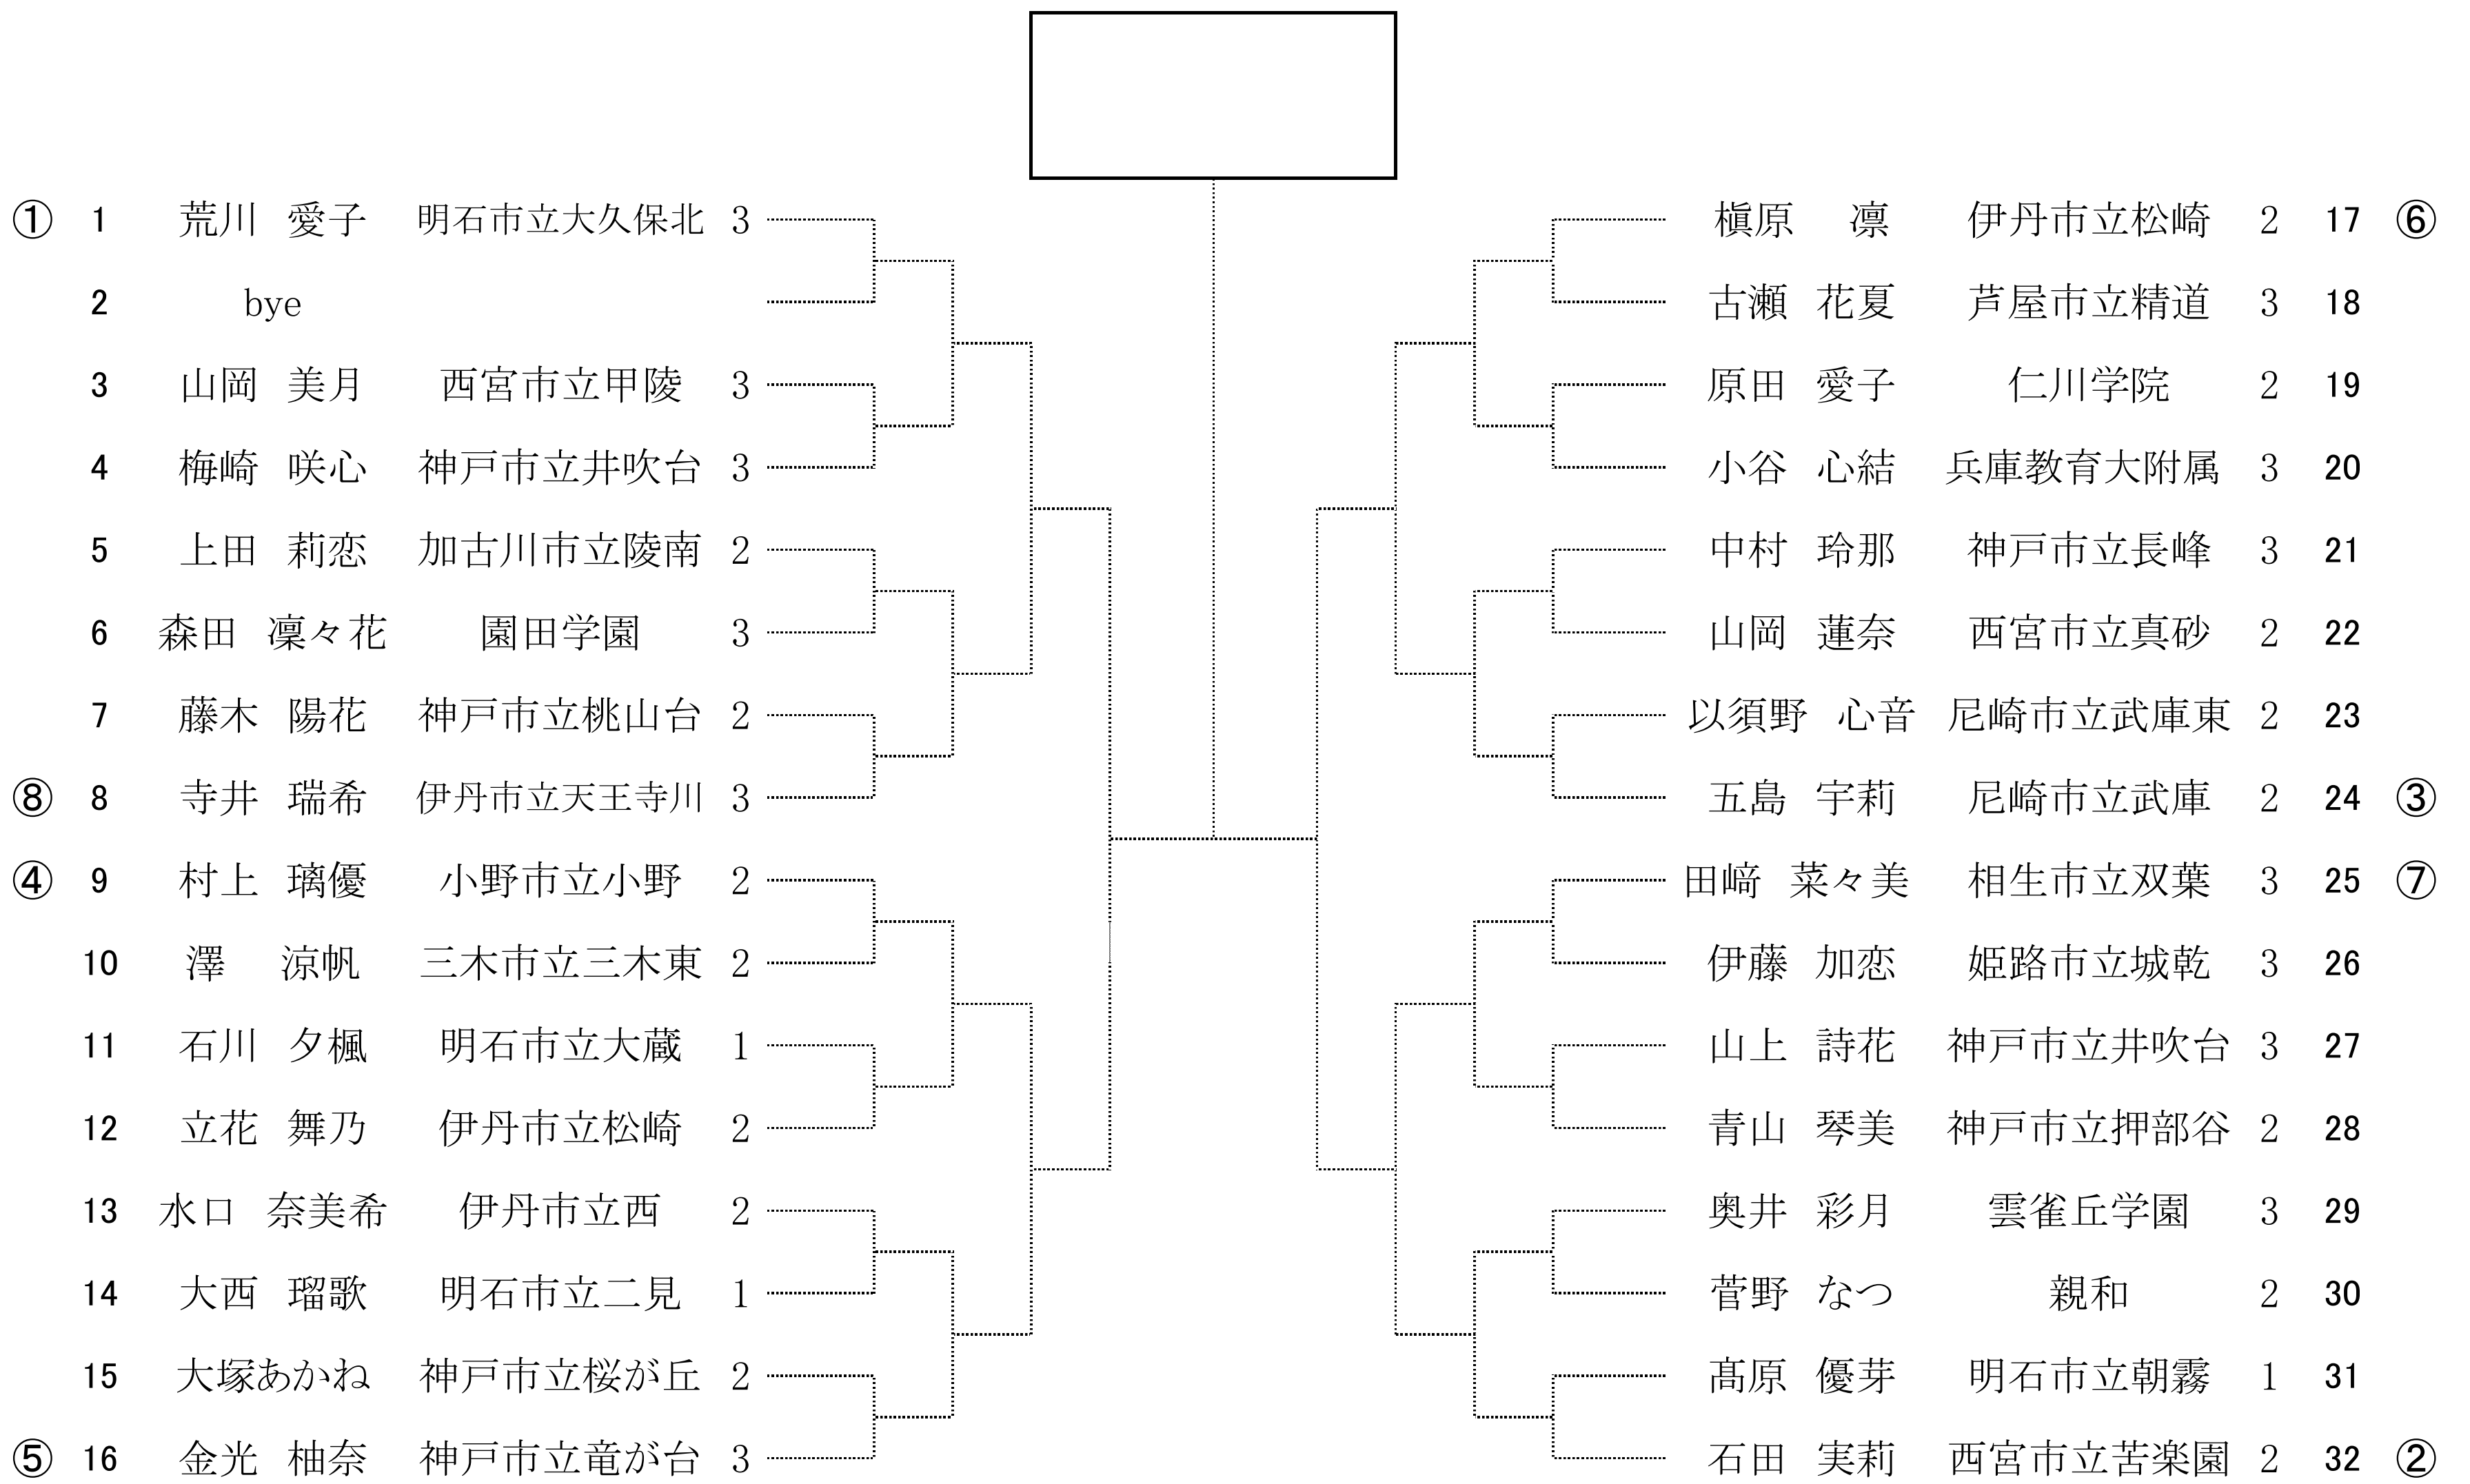 ① 1 荒川 愛子 明石市立大久保北 3 槇原 凛 伊丹市立松崎 2 17 ⑥
2 bye 古瀬 花夏 芦屋市立精道 3 18
3 山岡 美月 西宮市立甲陵 3 原田 愛子 仁川学院 2 19
4 梅崎 咲心 神戸市立井吹台 3 小谷 心結 兵庫教育大附属 3 20
5 上田 莉恋 加古川市立陵南 2 中村 玲那 神戸市立長峰 3 21
6 森田 凜々花 園田学園 3 山岡 蓮奈 西宮市立真砂 2 22
7 藤木 陽花 神戸市立桃山台 2 以須野 心音 尼崎市立武庫東 2 23
⑧ 8 寺井 瑞希 伊丹市立天王寺川 3 五島 宇莉 尼崎市立武庫 2 24 ③
④ 9 村上 璃優 小野市立小野 2 田﨑 菜々美 相生市立双葉 3 25 ⑦
10 澤 涼帆 三木市立三木東 2 伊藤 加恋 姫路市立城乾 3 26
11 石川 夕楓 明石市立大蔵 1 山上 詩花 神戸市立井吹台 3 27
12 立花 舞乃 伊丹市立松崎 2 青山 琴美 神戸市立押部谷 2 28
13 水口 奈美希 伊丹市立西 2 奥井 彩月 雲雀丘学園 3 29
14 大西 瑠歌 明石市立二見 1 菅野 なつ 親和 2 30
15 大塚あかね 神戸市立桜が丘 2 髙原 優芽 明石市立朝霧 1 31
⑤ 16 金光 柚奈 神戸市立竜が台 3 石田 実莉 西宮市立苦楽園 2 32 ②